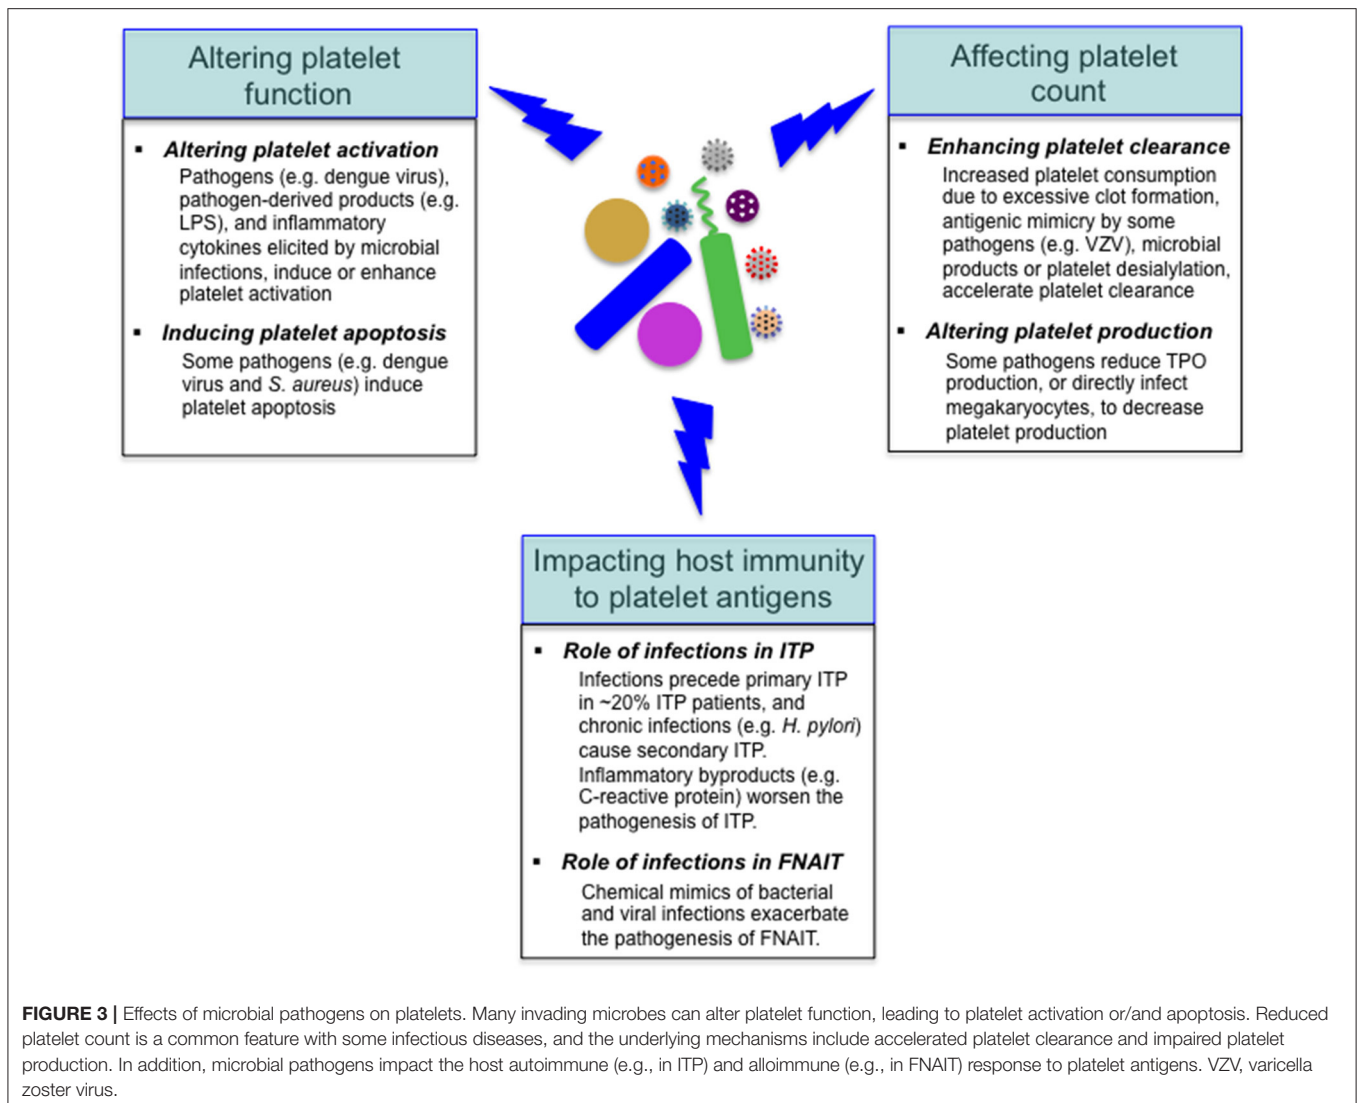 Altering platelet
function
▪ Altering platelet activation
Pathogens (e.g. dengue virus),
pathogen-derived products (e.g.
LPS), and inflammatory
cytokines elicited by microbial
infections, induce or enhance
platelet activation
▪ Inducing platelet apoptosis
Some pathogens (e.g. dengue
virus and S. aureus) induce
platelet apoptosis
Affecting platelet
count
▪ Enhancing platelet clearance
Increased platelet consumption
due to excessive clot formation,
antigenic mimicry by some
pathogens (e.g. VZV), microbial
products or platelet desialylation,
accelerate platelet clearance
▪ Altering platelet production
Some pathogens reduce TPO
production, or directly infect
megakaryocytes, to decrease
platelet production
Impacting host immunity
to platelet antigens
▪ Role of infections in ITP
Infections precede primary ITP
in ~20% ITP patients, and
chronic infections (e.g. H. pylori)
cause secondary ITP.
Inflammatory byproducts (e.g.
C-reactive protein) worsen the
pathogenesis of ITP.
▪ Role of infections in FNAIT
Chemical mimics of bacterial
and viral infections exacerbate
the pathogenesis of FNAIT.
FIGURE 3 | Effects of microbial pathogens on platelets. Many invading microbes can alter platelet function, leading to platelet activation or/and apoptosis. Reduced
platelet count is a common feature with some infectious diseases, and the underlying mechanisms include accelerated platelet clearance and impaired platelet
production. In addition, microbial pathogens impact the host autoimmune (e.g., in ITP) and alloimmune (e.g., in FNAIT) response to platelet antigens. VZV, varicella
zoster virus.